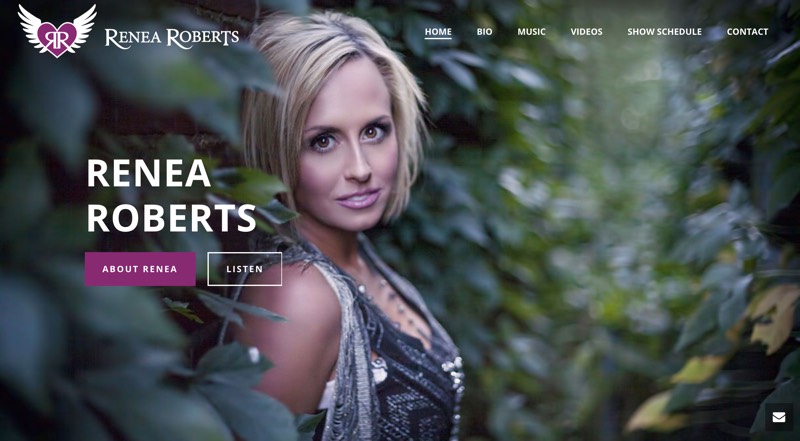 RR RENEA ROBERTS
HOME BIO MUSIC VIDEOS SHOW SCHEDULE CONTACT
RENEA
ROBERTS
ABOUT RENEA LISTEN